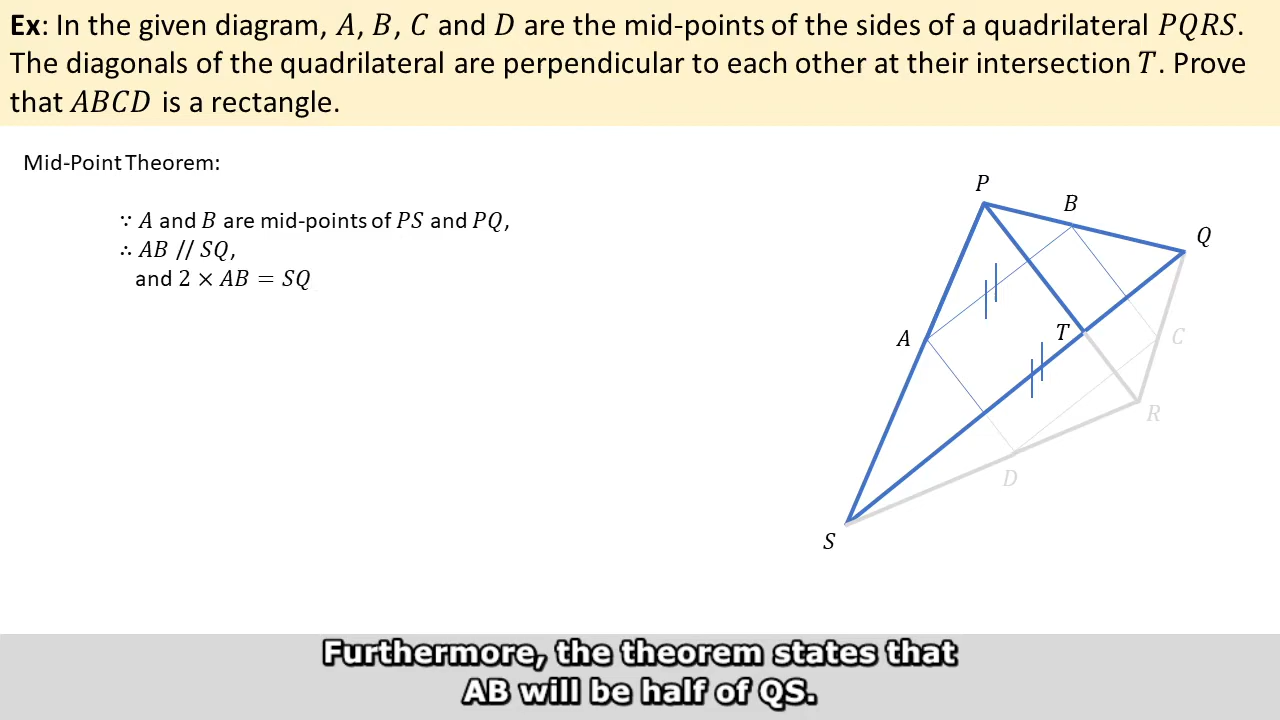 Ex: In the given diagram, A, B, C and D are the mid-points of the sides of a quadrilateral PQRS.
The diagonals of the quadrilateral are perpendicular to each other at their intersection T. Prove
that ABCD is a rectangle.
Mid-Point Theorem:
∵ A and B are mid-points of PS and PQ,
∴ AB // SQ,
and 2 × AB = SQ
P
B
Q
A
T
C
R
D
S
Furthermore, the theorem states that
AB will be half of QS.